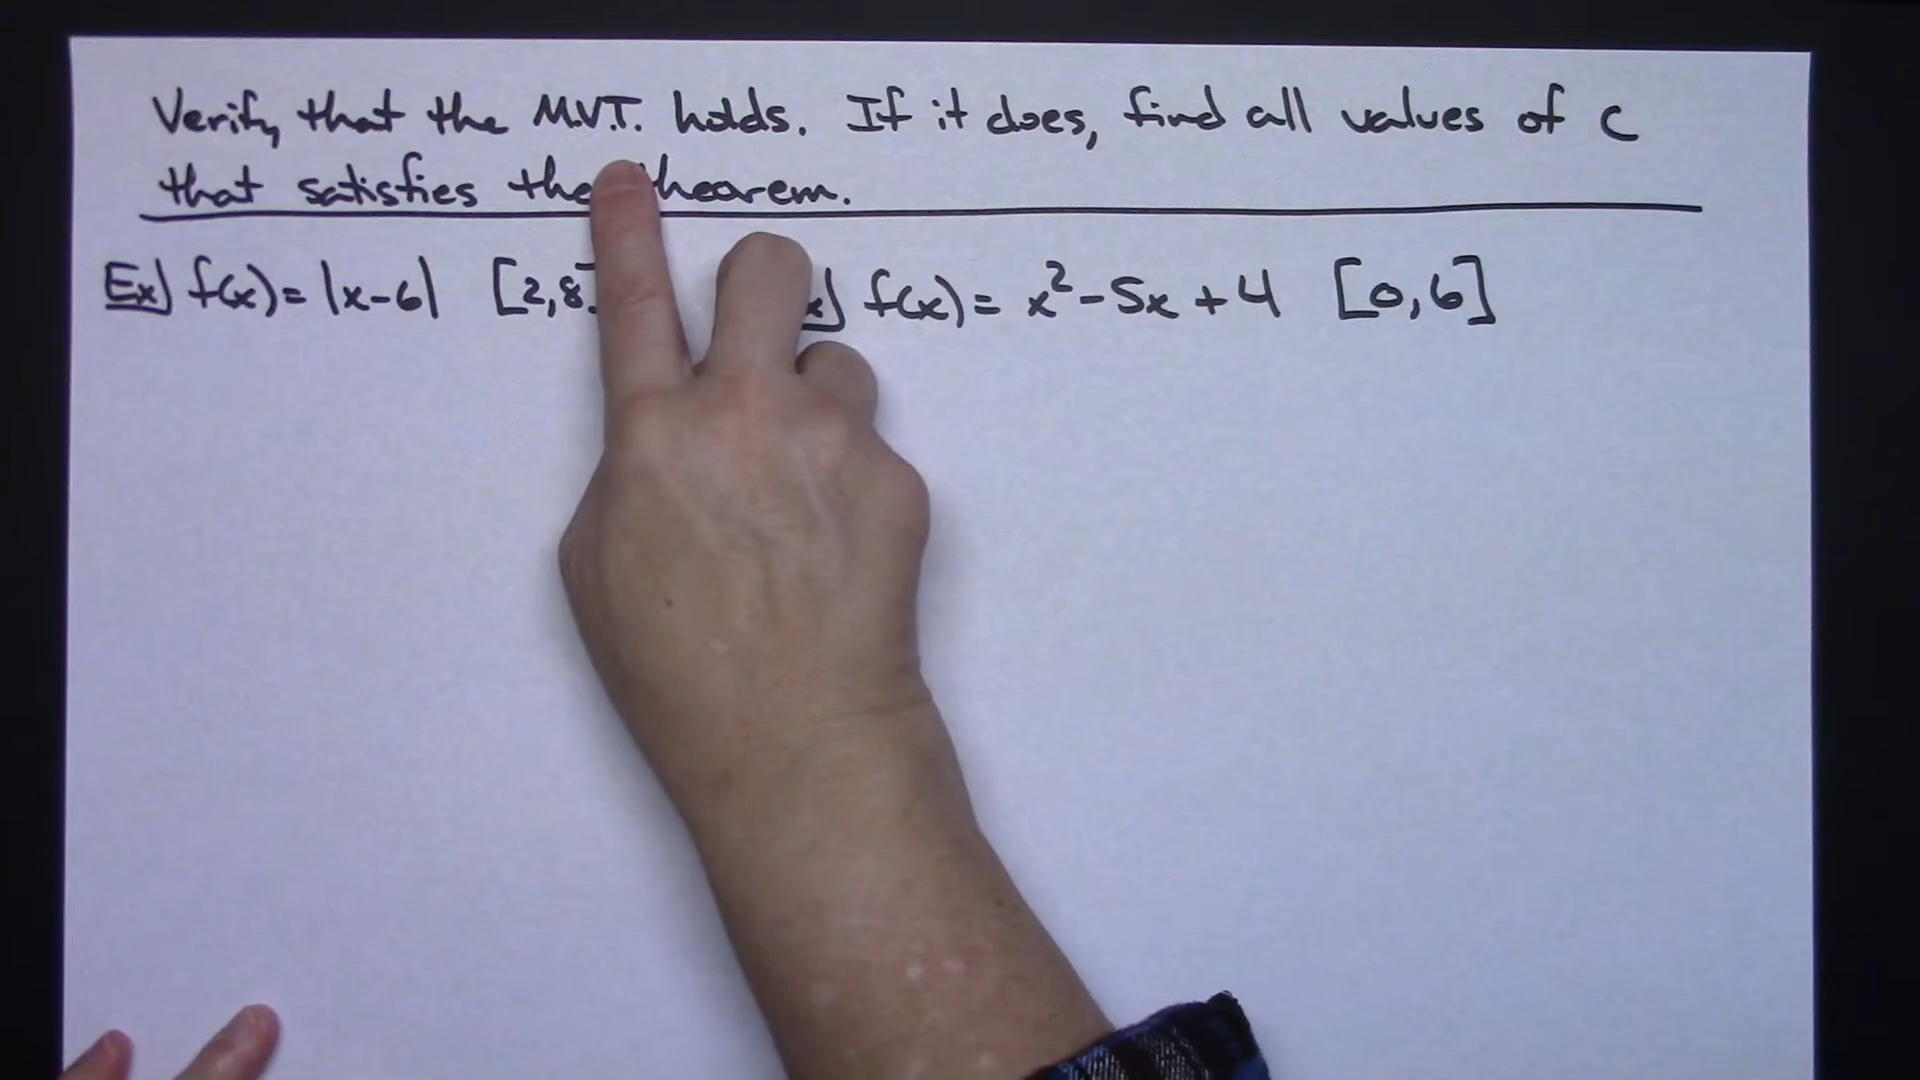 Verify that the M.V.T. holds. If it does, find all values of c
that satisfies the thearem.
Ex] f(x) = |x-6| [2,8] x] f(x) = x²-5x+4 [0,6]